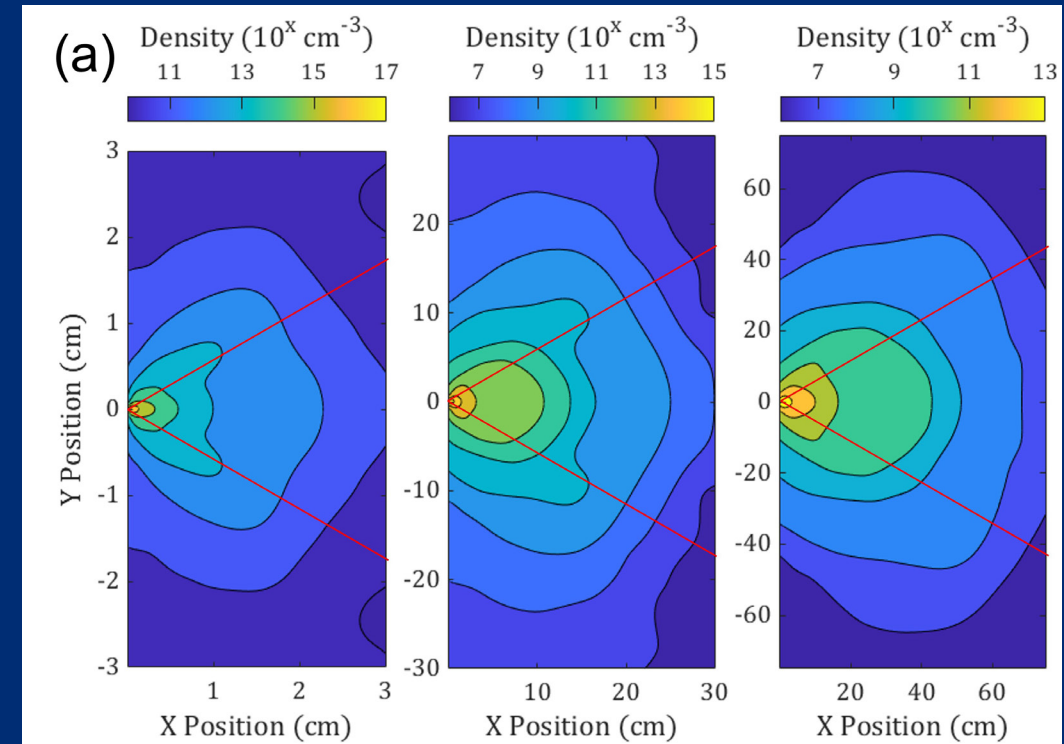 (a)
Density (10^x cm^-3)
11 13 15 17
3
2
1
0
-1
-2
-3
Y Position (cm)
1 2 3
X Position (cm)
Density (10^x cm^-3)
7 9 11 13 15
20
10
0
-10
-20
-30
10 20 30
X Position (cm)
Density (10^x cm^-3)
7 9 11 13
60
40
20
0
-20
-40
-60
20 40 60
X Position (cm)